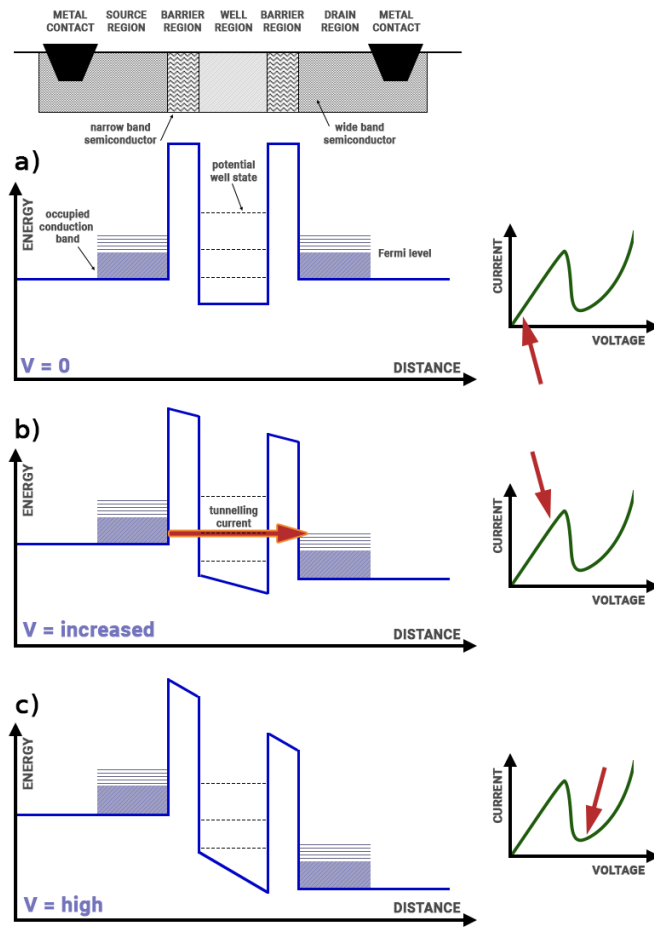 METAL CONTACT
SOURCE REGION
BARRIER REGION
WELL REGION
BARRIER REGION
DRAIN REGION
METAL CONTACT
narrow band
semiconductor
wide band
semiconductor
a)
ENERGY
occupied
conduction
band
potential
well state
Fermi level
V = 0
DISTANCE
CURRENT
VOLTAGE
b)
ENERGY
tunnelling
current
V = increased
DISTANCE
CURRENT
VOLTAGE
c)
ENERGY
V = high
DISTANCE
CURRENT
VOLTAGE